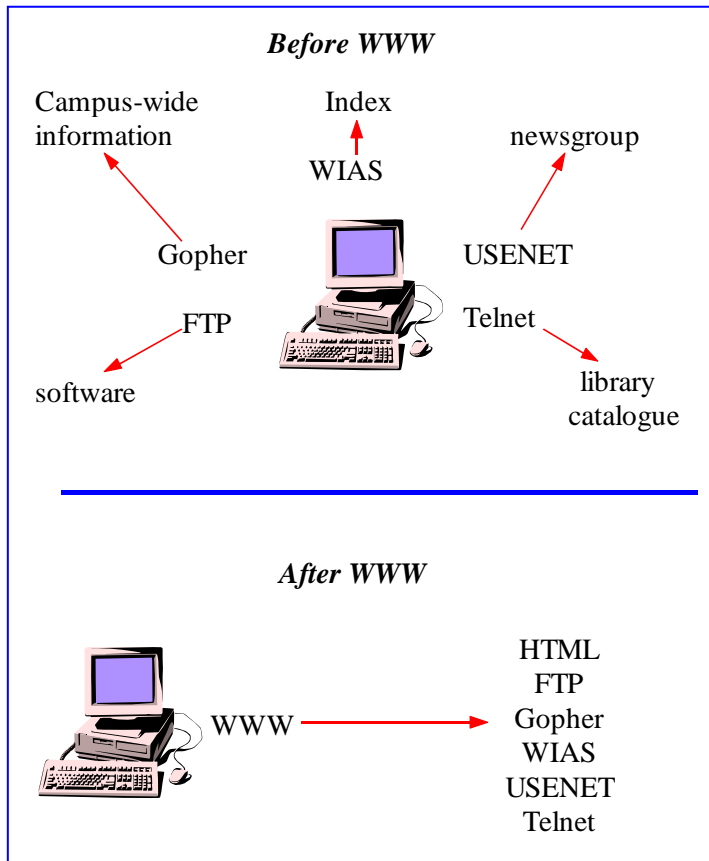 Before WWW
Campus-wide
information
Index
newsgroup
WIAS
Gopher
USENET
FTP
Telnet
software
library
catalogue
After WWW
WWW
HTML
FTP
Gopher
WIAS
USENET
Telnet